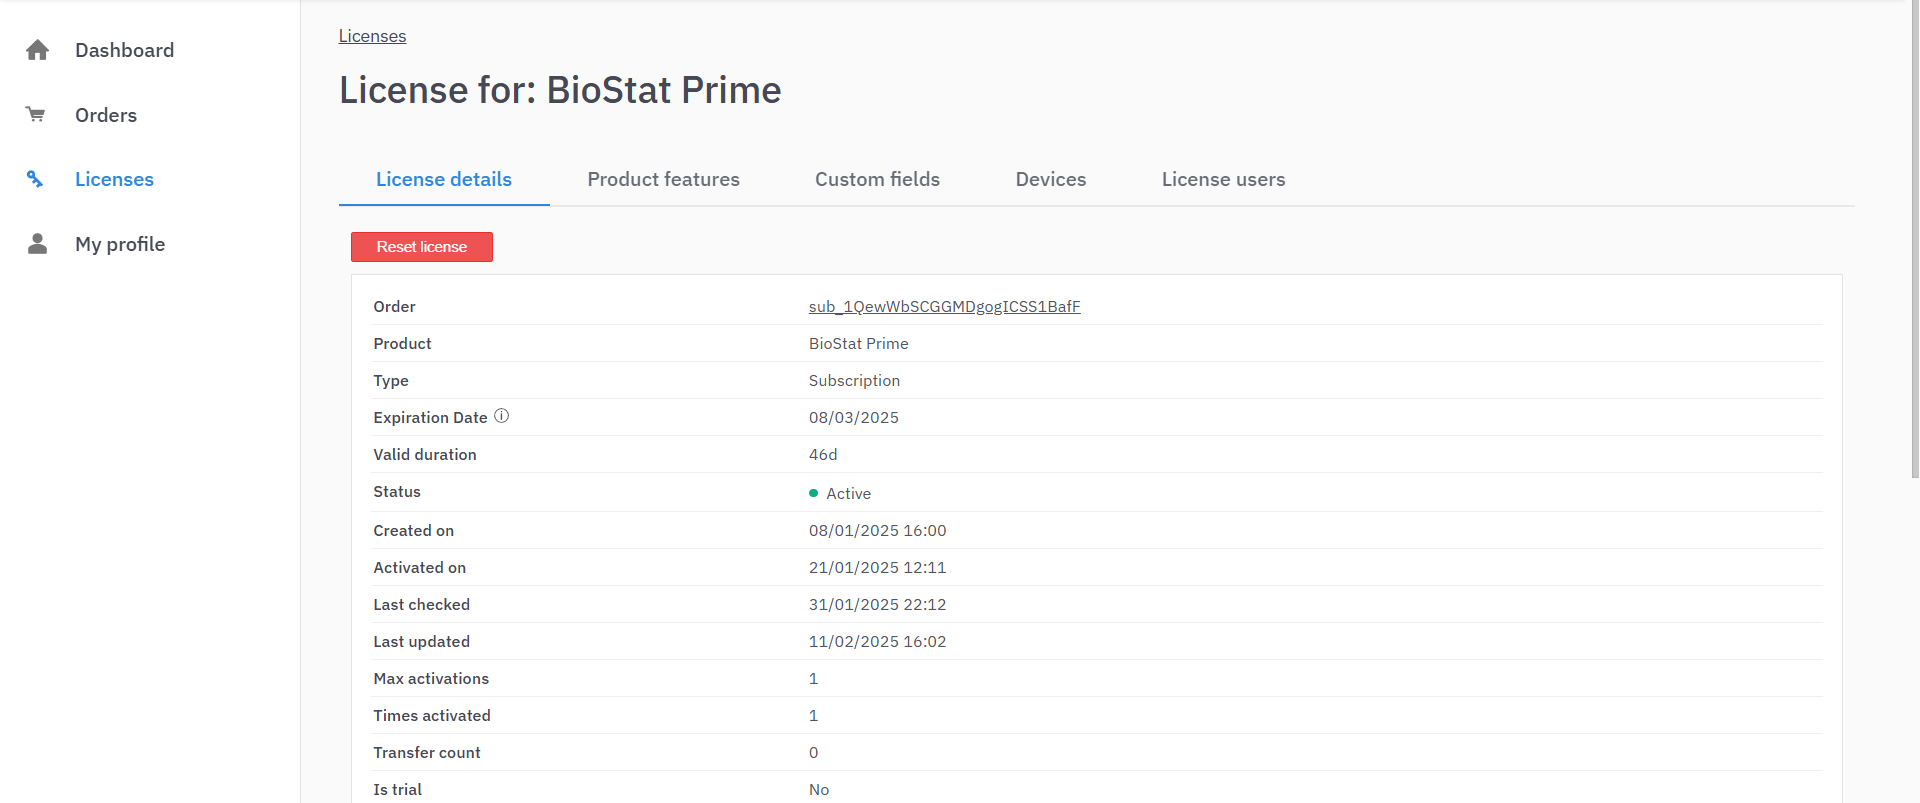 Dashboard
Orders
Licenses
My profile
Licenses
License for: BioStat Prime
License details Product features Custom fields Devices License users
Reset license
Order sub_1QewWbSCGGMDgogICSS1BafF
Product BioStat Prime
Type Subscription
Expiration Date 08/03/2025
Valid duration 46d
Status Active
Created on 08/01/2025 16:00
Activated on 21/01/2025 12:11
Last checked 31/01/2025 22:12
Last updated 11/02/2025 16:02
Max activations 1
Times activated 1
Transfer count 0
Is trial No